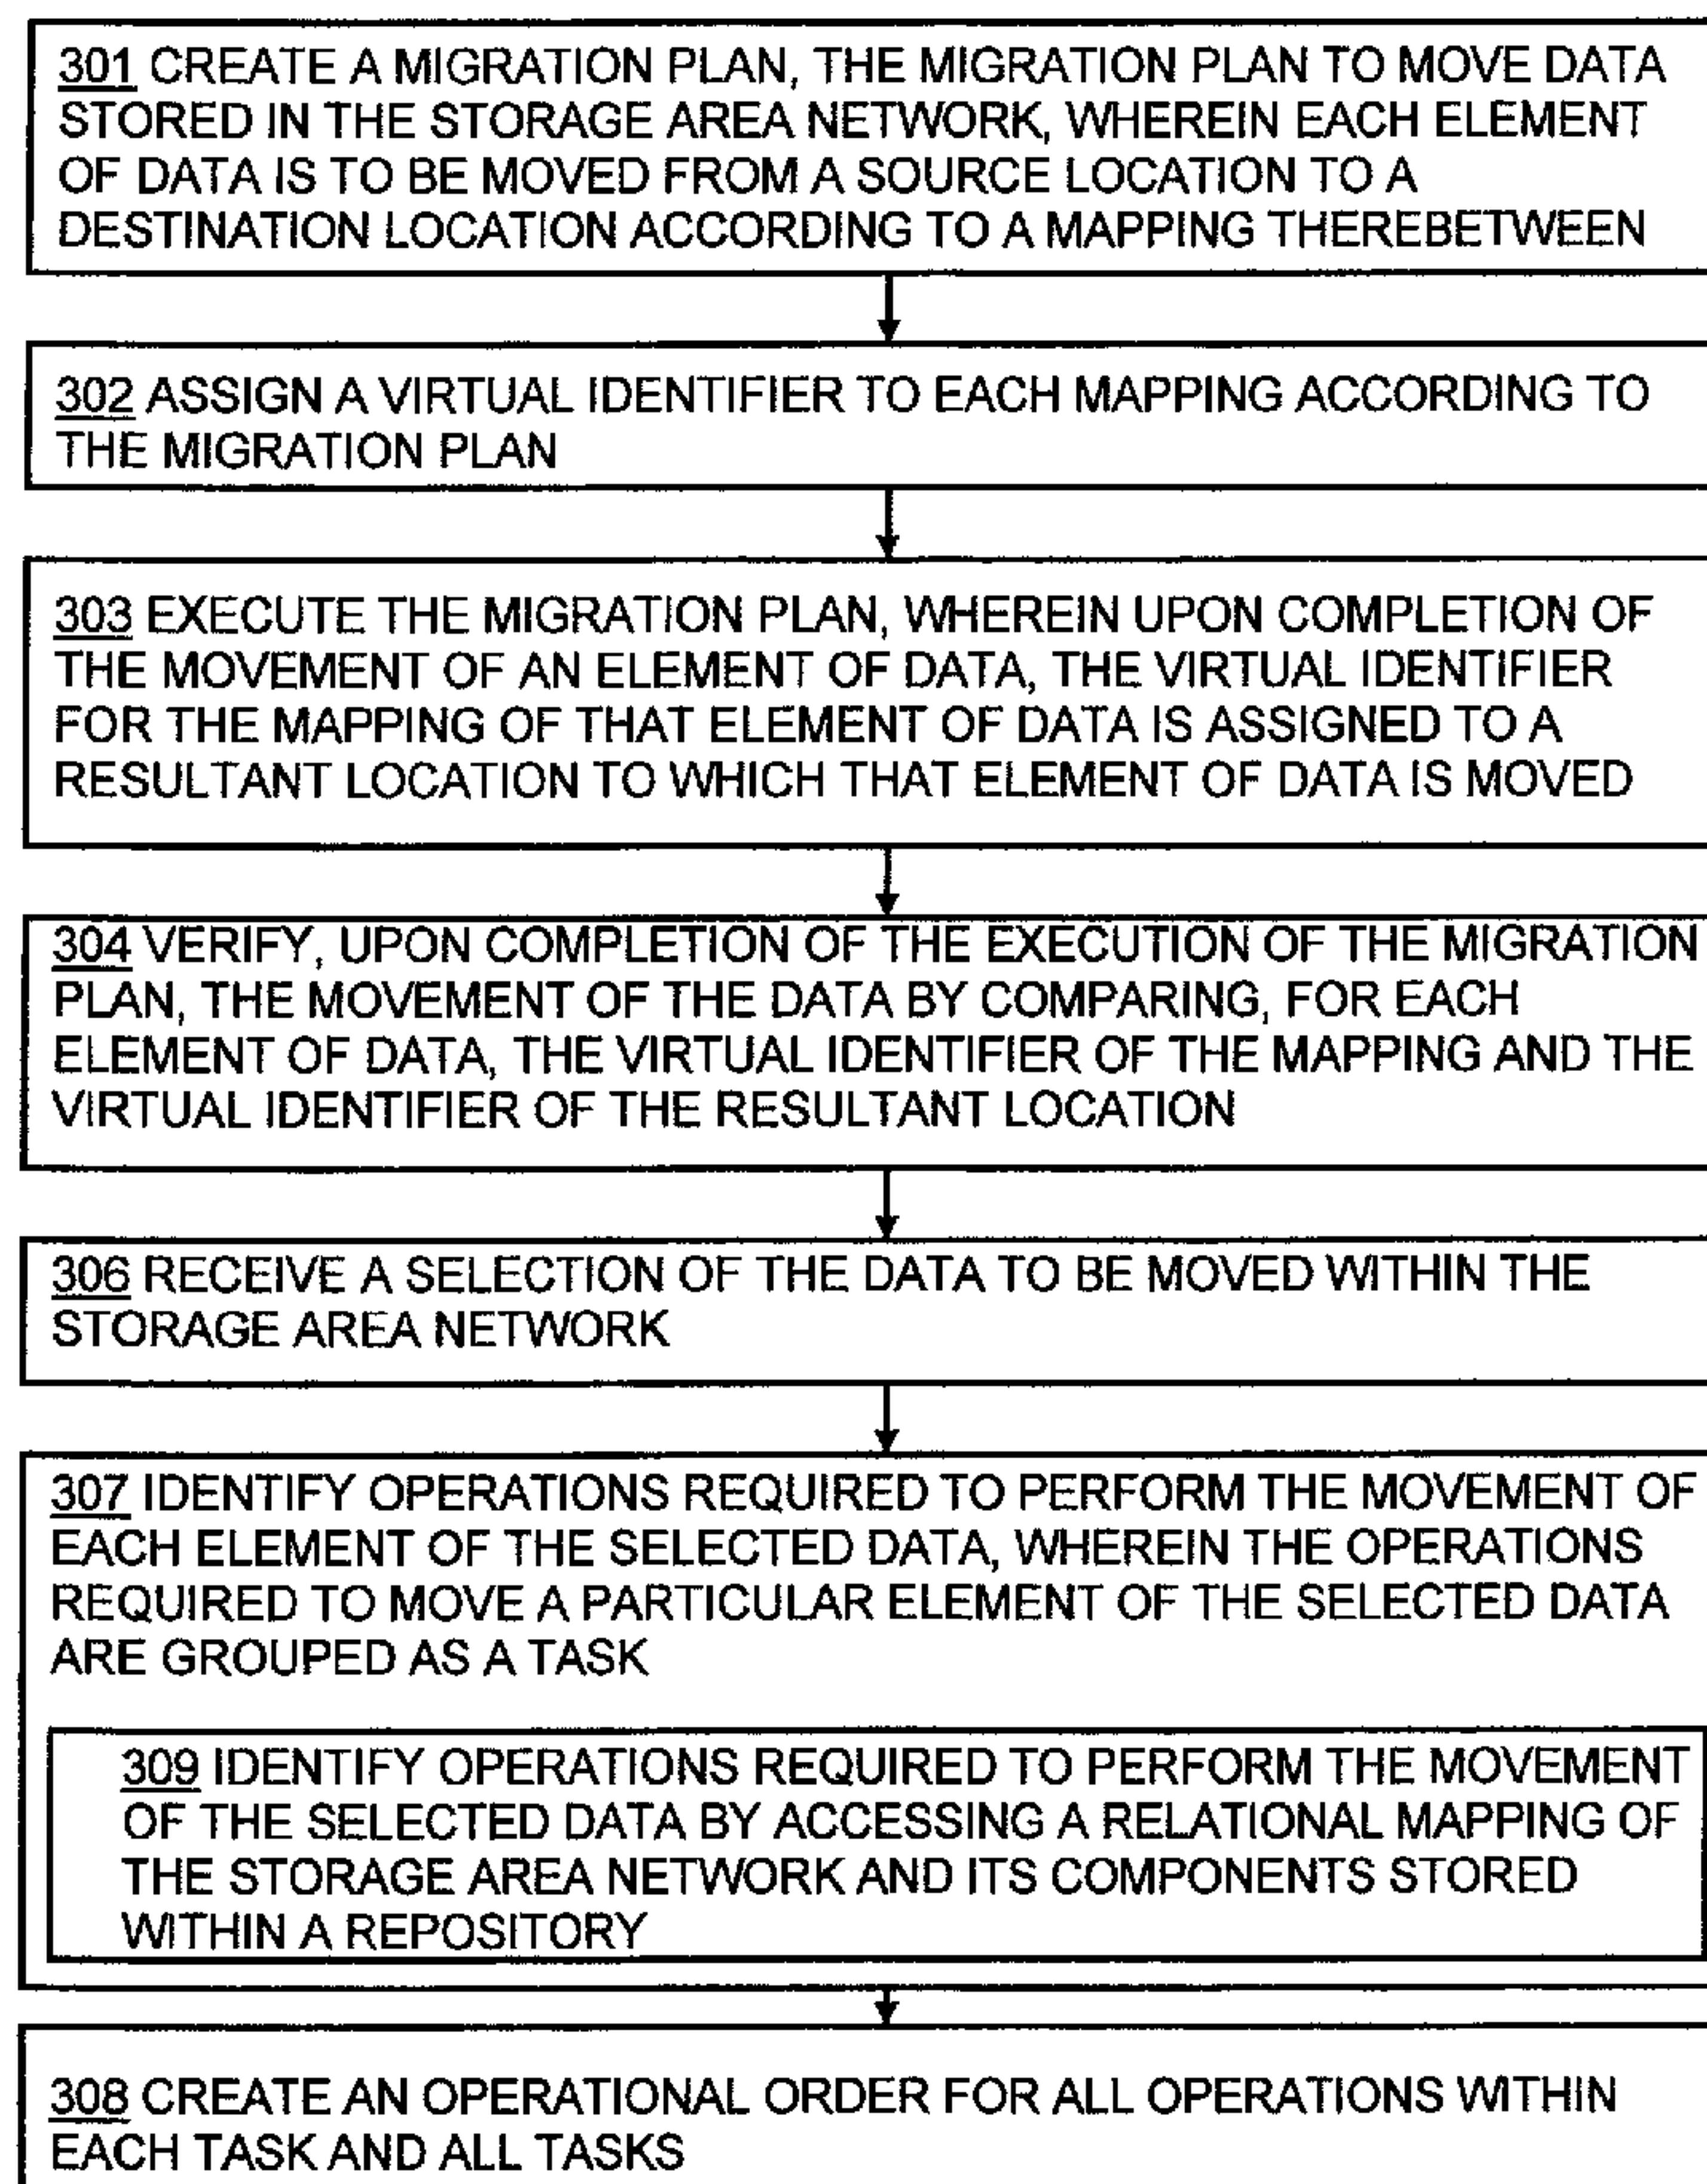 301 CREATE A MIGRATION PLAN, THE MIGRATION PLAN TO MOVE DATA
STORED IN THE STORAGE AREA NETWORK, WHEREIN EACH ELEMENT
OF DATA IS TO BE MOVED FROM A SOURCE LOCATION TO A
DESTINATION LOCATION ACCORDING TO A MAPPING THEREBETWEEN
302 ASSIGN A VIRTUAL IDENTIFIER TO EACH MAPPING ACCORDING TO
THE MIGRATION PLAN
303 EXECUTE THE MIGRATION PLAN, WHEREIN UPON COMPLETION OF
THE MOVEMENT OF AN ELEMENT OF DATA, THE VIRTUAL IDENTIFIER
FOR THE MAPPING OF THAT ELEMENT OF DATA IS ASSIGNED TO A
RESULTANT LOCATION TO WHICH THAT ELEMENT OF DATA IS MOVED
304 VERIFY, UPON COMPLETION OF THE EXECUTION OF THE MIGRATION
PLAN, THE MOVEMENT OF THE DATA BY COMPARING, FOR EACH
ELEMENT OF DATA, THE VIRTUAL IDENTIFIER OF THE MAPPING AND THE
VIRTUAL IDENTIFIER OF THE RESULTANT LOCATION
306 RECEIVE A SELECTION OF THE DATA TO BE MOVED WITHIN THE
STORAGE AREA NETWORK
307 IDENTIFY OPERATIONS REQUIRED TO PERFORM THE MOVEMENT OF
EACH ELEMENT OF THE SELECTED DATA, WHEREIN THE OPERATIONS
REQUIRED TO MOVE A PARTICULAR ELEMENT OF THE SELECTED DATA
ARE GROUPED AS A TASK
309 IDENTIFY OPERATIONS REQUIRED TO PERFORM THE MOVEMENT
OF THE SELECTED DATA BY ACCESSING A RELATIONAL MAPPING OF
THE STORAGE AREA NETWORK AND ITS COMPONENTS STORED
WITHIN A REPOSITORY
308 CREATE AN OPERATIONAL ORDER FOR ALL OPERATIONS WITHIN
EACH TASK AND ALL TASKS